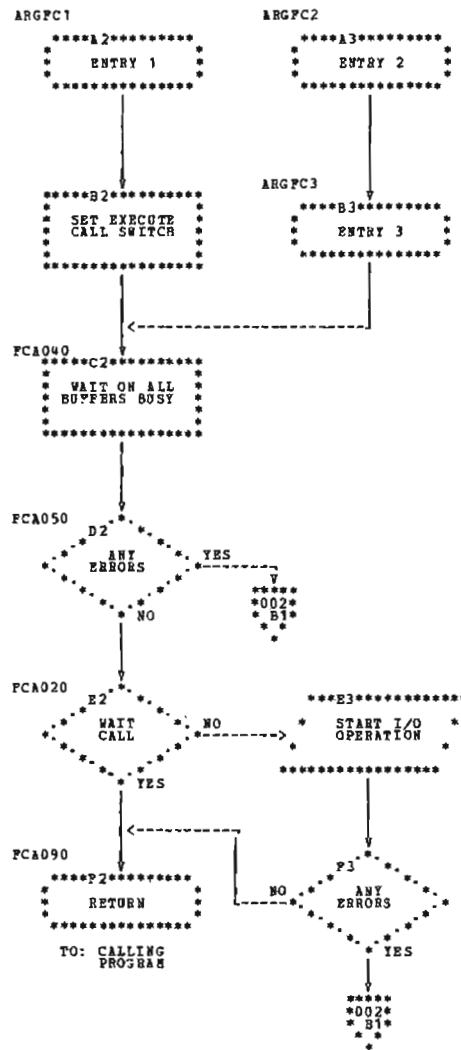 ARGFC1
ARGFC2
A2
ENTRY 1
A3
ENTRY 2
ARGFC3
B2
SET EXECUTE
CALL SWITCH
B3
ENTRY 3
FCA040
C2
WAIT ON ALL
BUFFERS BUSY
FCA050
D2
ANY
ERRORS
YES
002
B1
NO
FCA020
E2
WAIT
CALL
NO
E3
START I/O
OPERATION
YES
FCA090
F2
RETURN
TO: CALLING
PROGRAM
F3
ANY
ERRORS
NO
YES
002
B1